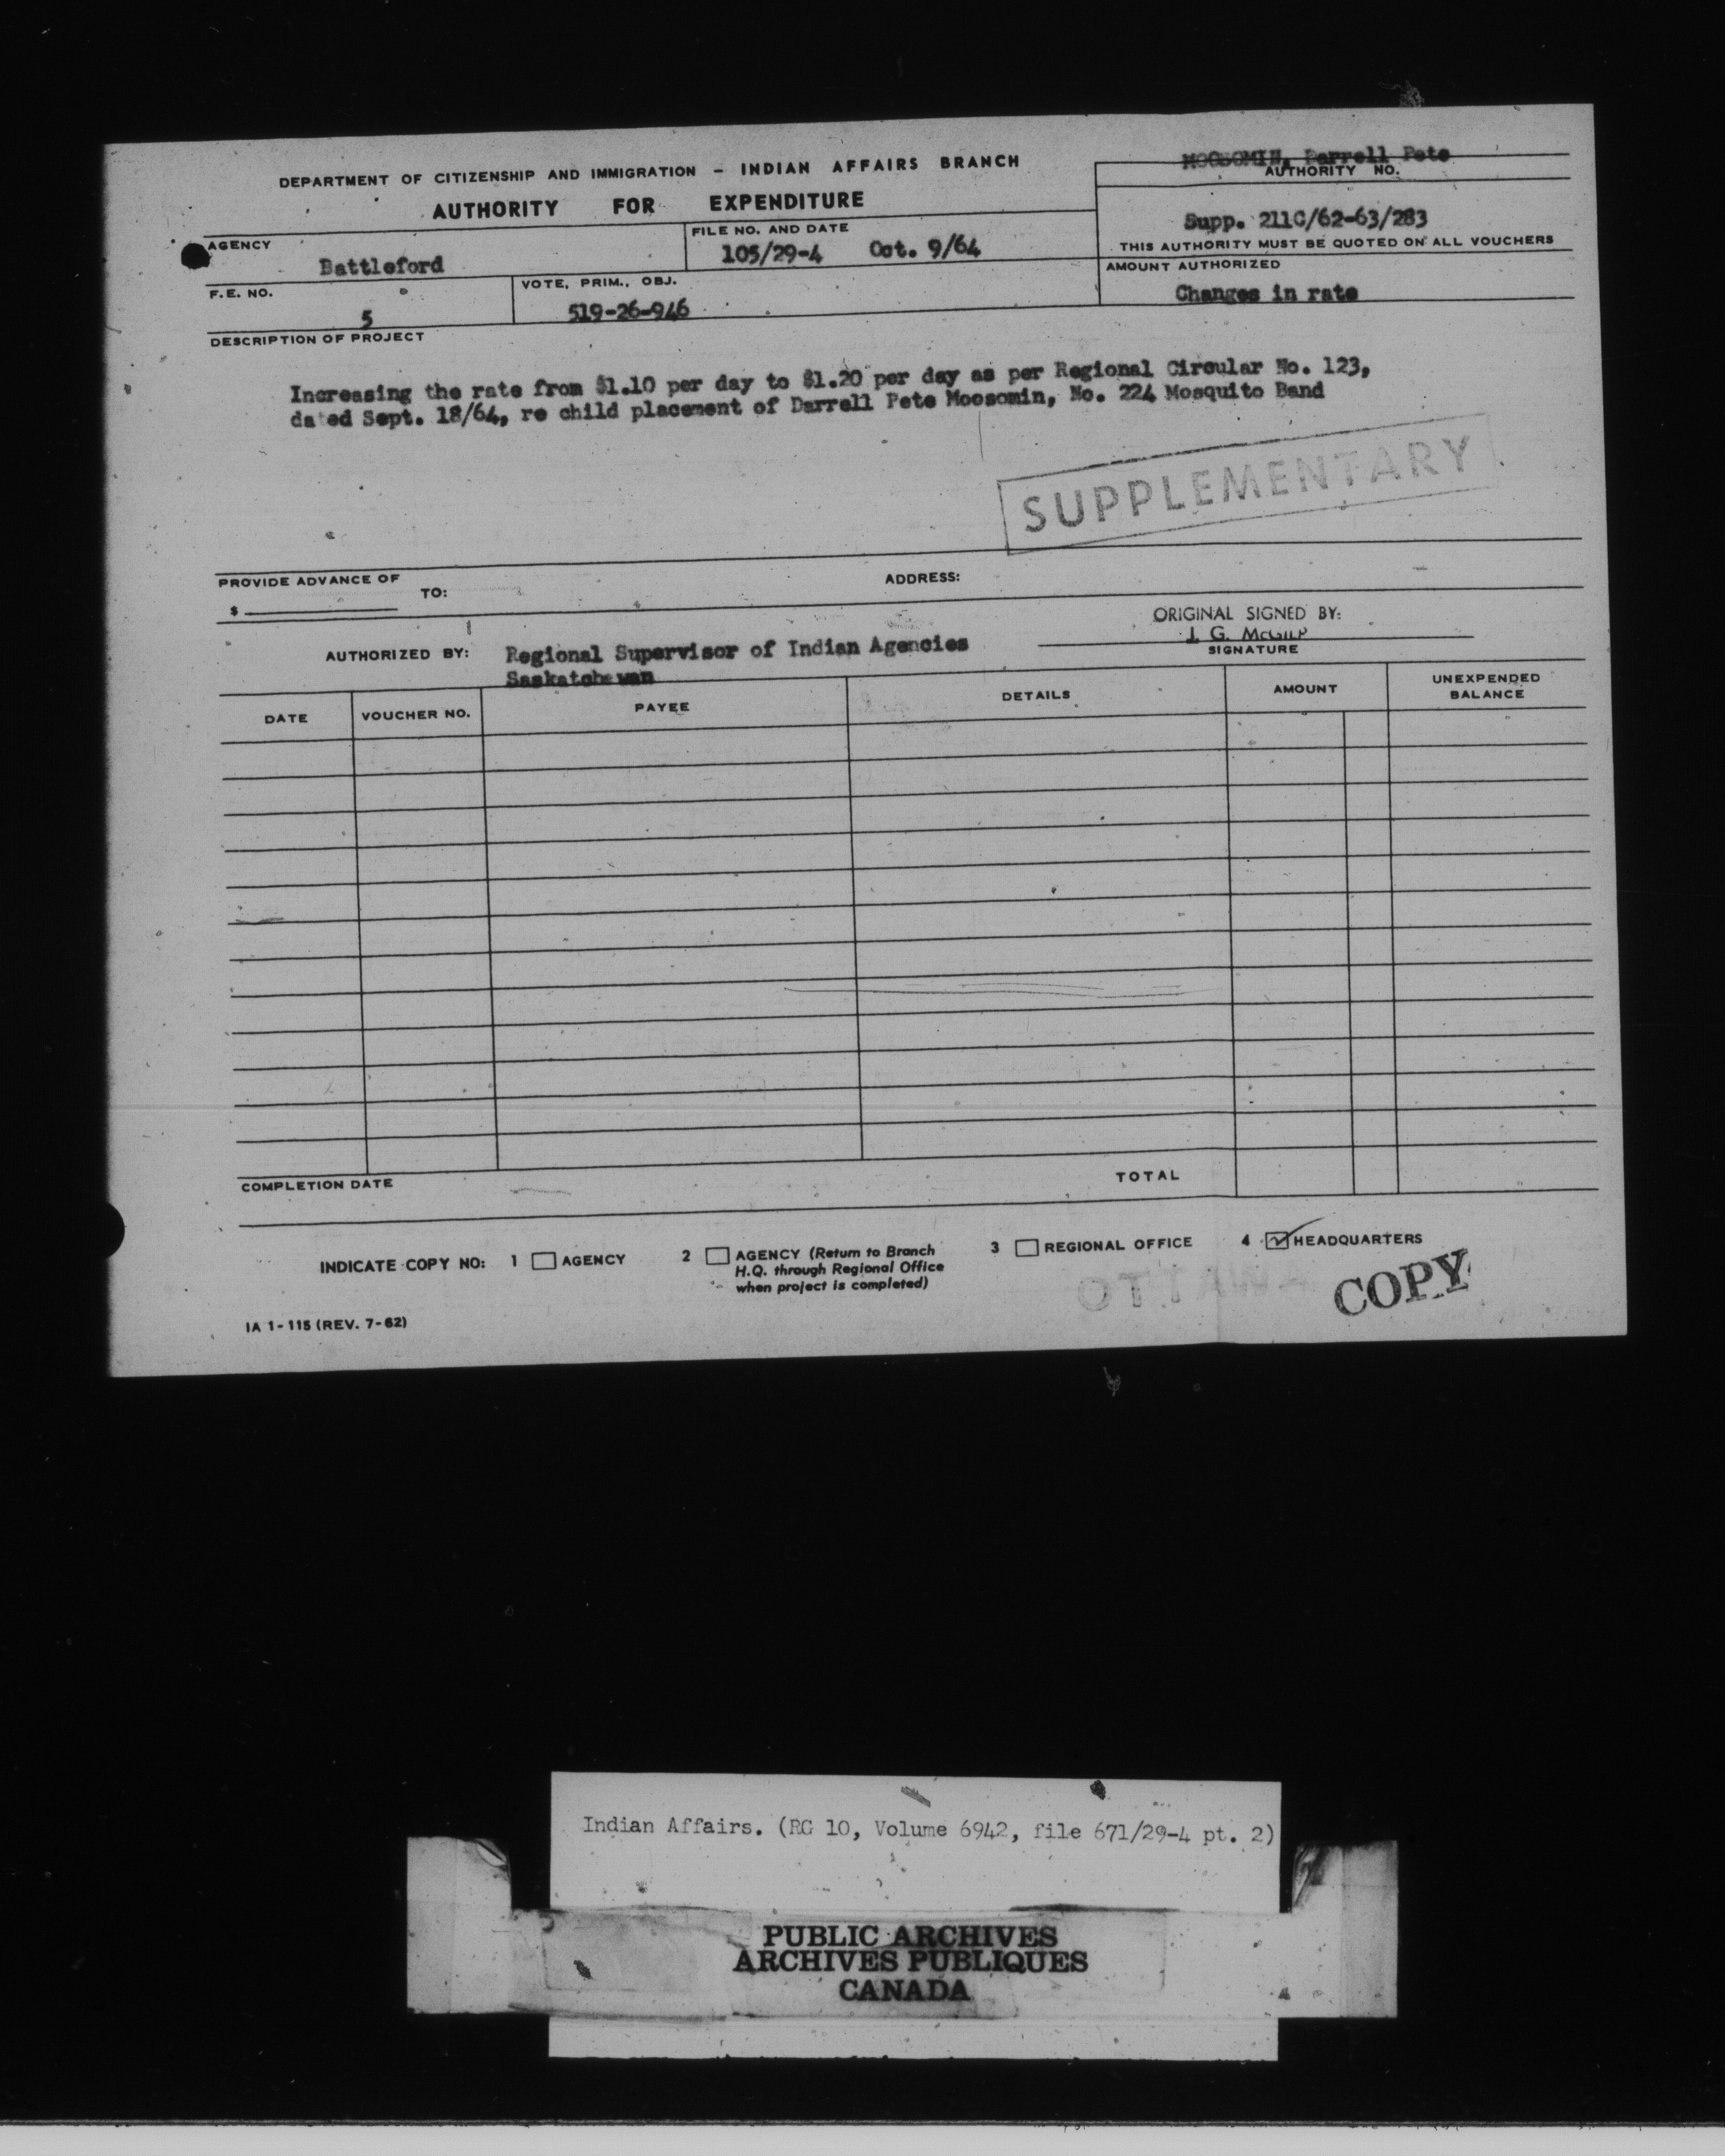 MOOSOMIN, Darrell Pete
DEPARTMENT OF CITIZENSHIP AND IMMIGRATION - INDIAN AFFAIRS BRANCH
AUTHORITY FOR EXPENDITURE
AUTHORITY NO.
Supp. 211C/62-63/283
THIS AUTHORITY MUST BE QUOTED ON ALL VOUCHERS
AGENCY
Battleford
FILE NO. AND DATE
105/29-4 Oct. 9/64
AMOUNT AUTHORIZED
Changes in rate
F.E. NO.
5
VOTE, PRIM., OBJ.
519-26-946
DESCRIPTION OF PROJECT
Increasing the rate from $1.10 per day to $1.20 per day as per Regional Circular No. 123,
dated Sept. 18/64, re child placement of Darrell Pete Moosomin, No. 224 Mosquito Band
SUPPLEMENTARY
PROVIDE ADVANCE OF
$
TO:
ADDRESS:
AUTHORIZED BY:
Regional Supervisor of Indian Agencies
Saskatchewan
ORIGINAL SIGNED BY:
J. G. McGILP
SIGNATURE
DATE VOUCHER NO. PAYEE DETAILS AMOUNT UNEXPENDED
BALANCE
COMPLETION DATE TOTAL
INDICATE COPY NO: 1 AGENCY 2 AGENCY (Return to Branch
H.Q. through Regional Office
when project is completed)
3 REGIONAL OFFICE 4 HEADQUARTERS
COPY
IA 1-115 (REV. 7-62)
Indian Affairs. (RG 10, Volume 6942, file 671/29-4 pt. 2)
PUBLIC ARCHIVES
ARCHIVES PUBLIQUES
CANADA